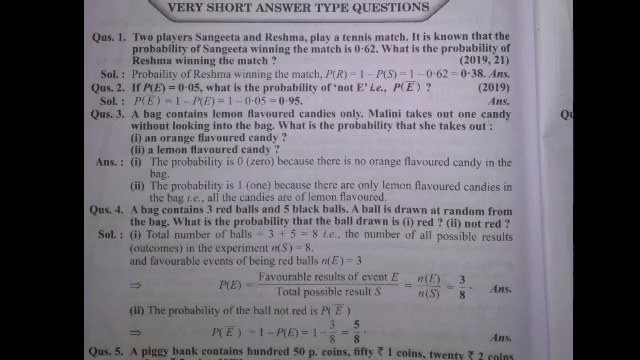 VERY SHORT ANSWER TYPE QUESTIONS
Qus. 1. Two players Sangeeta and Reshma, play a tennis match. It is known that the
probability of Sangeeta winning the match is 0·62. What is the probability of
Reshma winning the match ? (2019, 21)
Sol. : Probaility of Reshma winning the match, P(R) = 1 – P(S) = 1 – 0·62 = 0·38. Ans.
Qus. 2. If P(E) = 0·05, what is the probability of 'not E' i.e., P(E̅) ? (2019)
Sol. : P(E̅) = 1 – P(E) = 1 – 0·05 = 0·95. Ans.
Qus. 3. A bag contains lemon flavoured candies only. Malini takes out one candy
without looking into the bag. What is the probability that she takes out :
(i) an orange flavoured candy ?
(ii) a lemon flavoured candy ?
Ans. : (i) The probability is 0 (zero) because there is no orange flavoured candy in the
bag.
(ii) The probability is 1 (one) because there are only lemon flavoured candies in
the bag i.e., all the candies are of lemon flavoured.
Qus. 4. A bag contains 3 red balls and 5 black balls. A ball is drawn at random from
the bag. What is the probability that the ball drawn is (i) red ? (ii) not red ?
Sol. : (i) Total number of balls = 3 + 5 = 8 i.e., the number of all possible results
(outcomes) in the experiment n(S) = 8.
and favourable events of being red balls n(E) = 3
⇒ P(E) = Favourable results of event E / Total possible result S = n(E) / n(S) = 3 / 8 . Ans.
(ii) The probability of the ball not red is P(E̅)
⇒ P(E̅) = 1 – P(E) = 1 – 3 / 8 = 5 / 8 . Ans.
Qus. 5. A piggy bank contains hundred 50 p. coins, fifty ₹ 1 coins, twenty ₹ 2 coins
Qu